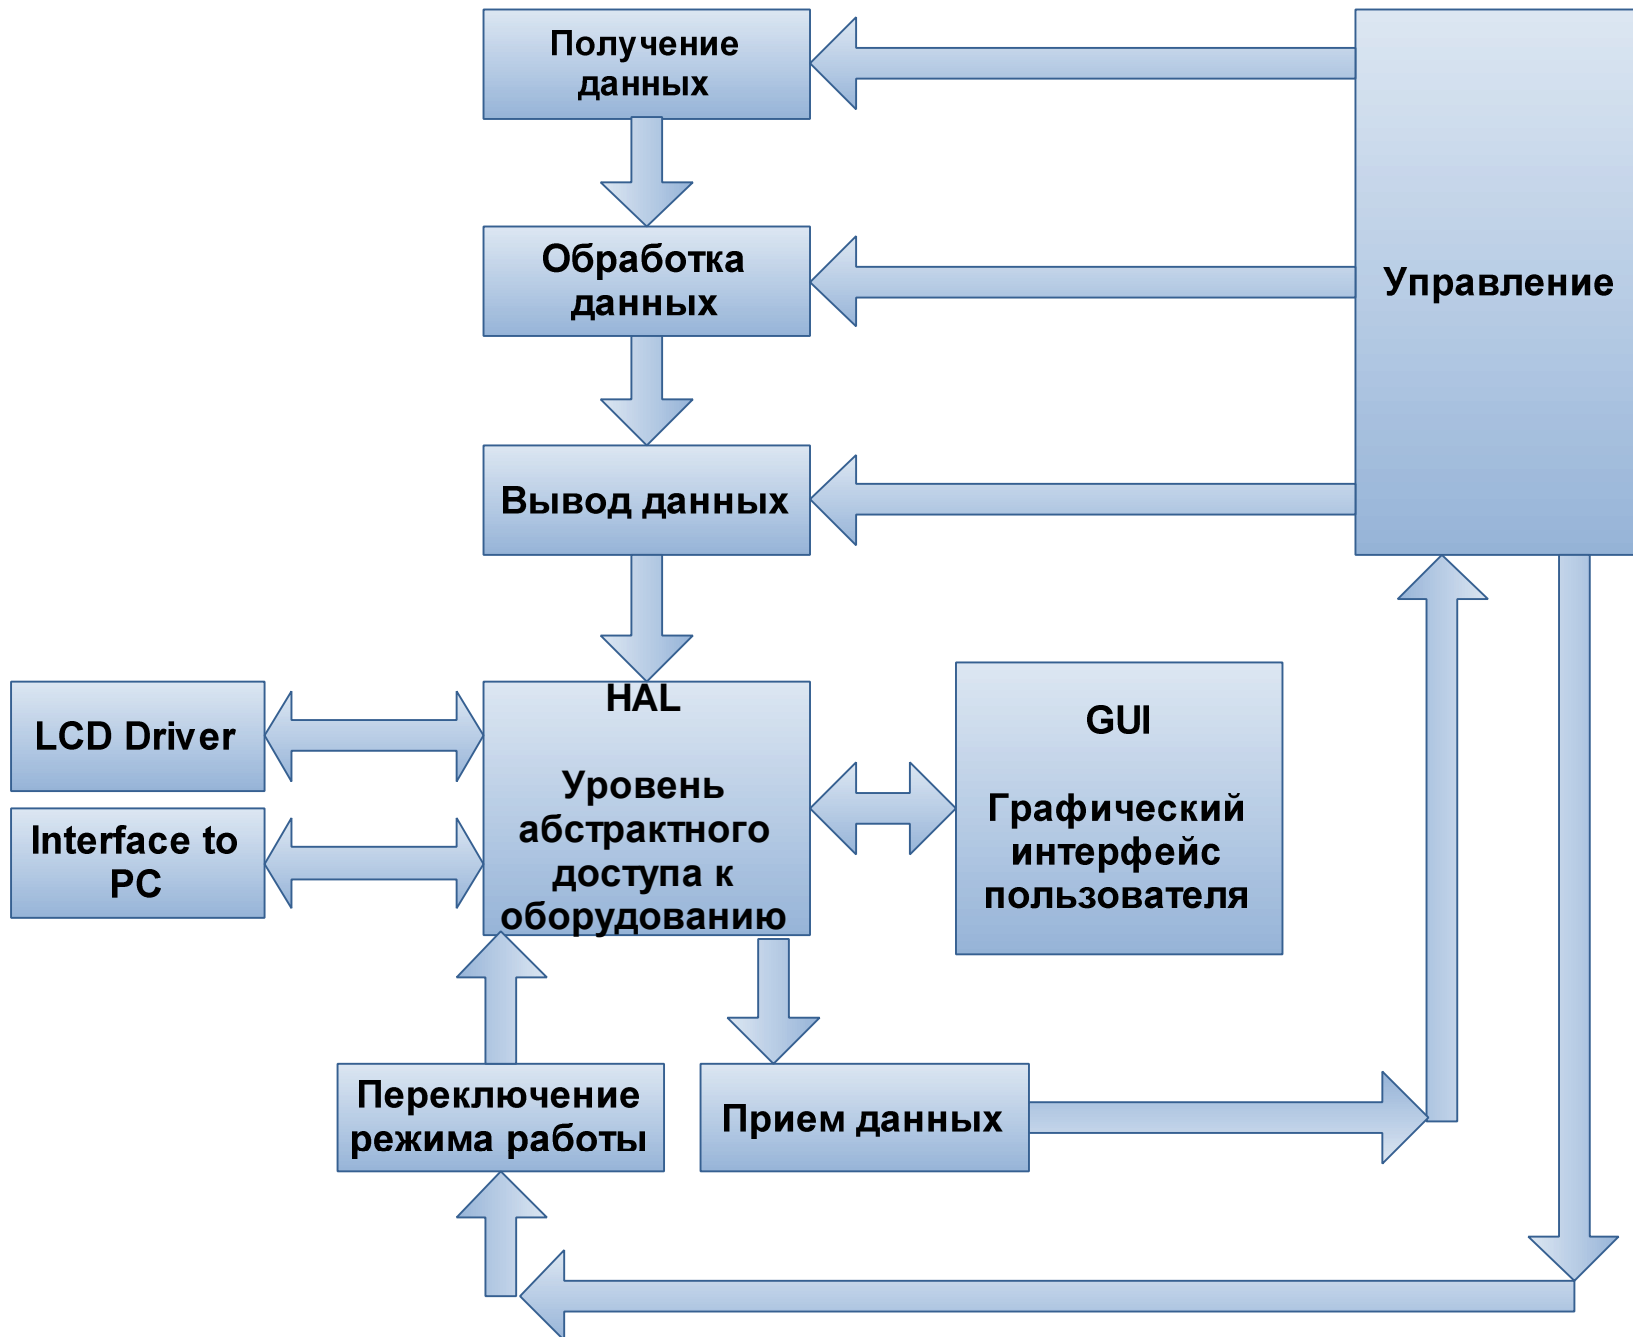 Получение
данных
Обработка
данных
Управление
Вывод данных
HAL
Уровень
абстрактного
доступа к
оборудованию
LCD Driver
Interface to
PC
GUI
Графический
интерфейс
пользователя
Переключение
режима работы
Прием данных